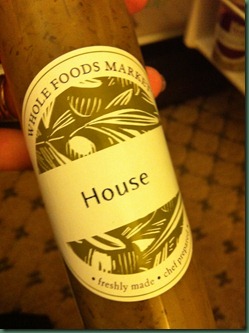 WHOLE FOODS MARKET
House
• freshly made • chef prepared